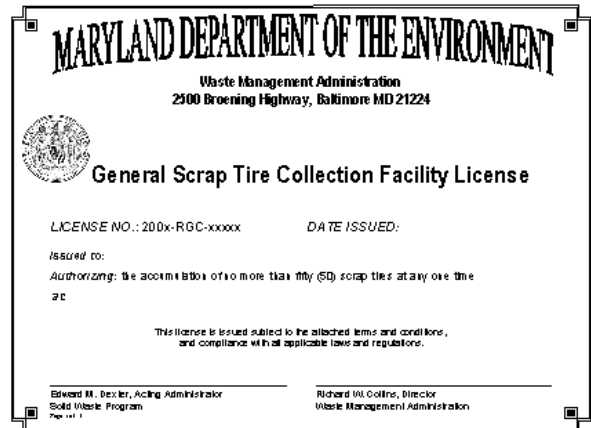 MARYLAND DEPARTMENT OF THE ENVIRONMENT
Waste Management Administration
2500 Broening Highway, Baltimore MD 21224
General Scrap Tire Collection Facility License
LICENSE NO.: 200x-RGC-xxxxx DATE ISSUED:
Issued to:
Authorizing: the accumulation of no more than fifty (50) scrap tires at any one time
at:
This license is issued subject to the attached terms and conditions,
and compliance with all applicable laws and regulations.
Edward M. Dexter, Acting Administrator Richard W. Collins, Director
Solid Waste Program Waste Management Administration